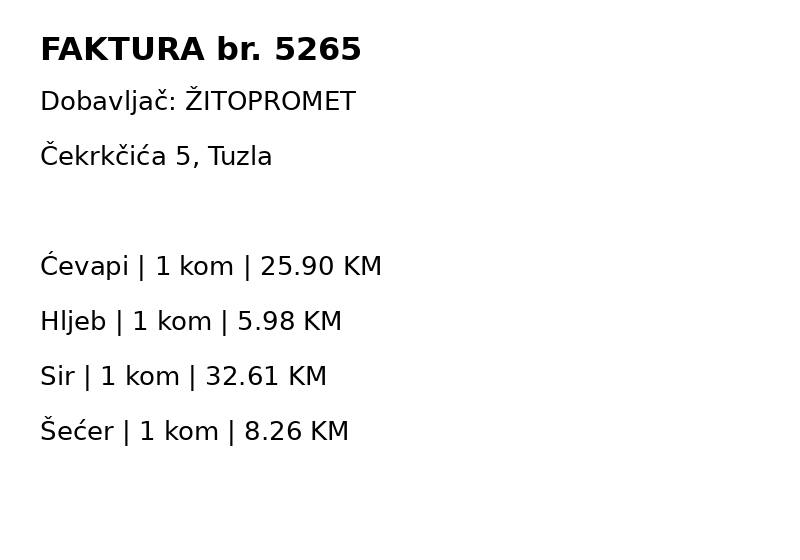 FAKTURA br. 5265
Dobavljač: ŽITOPROMET
Čekrkčića 5, Tuzla
Ćevapi | 1 kom | 25.90 KM
Hljeb | 1 kom | 5.98 KM
Sir | 1 kom | 32.61 KM
Šećer | 1 kom | 8.26 KM